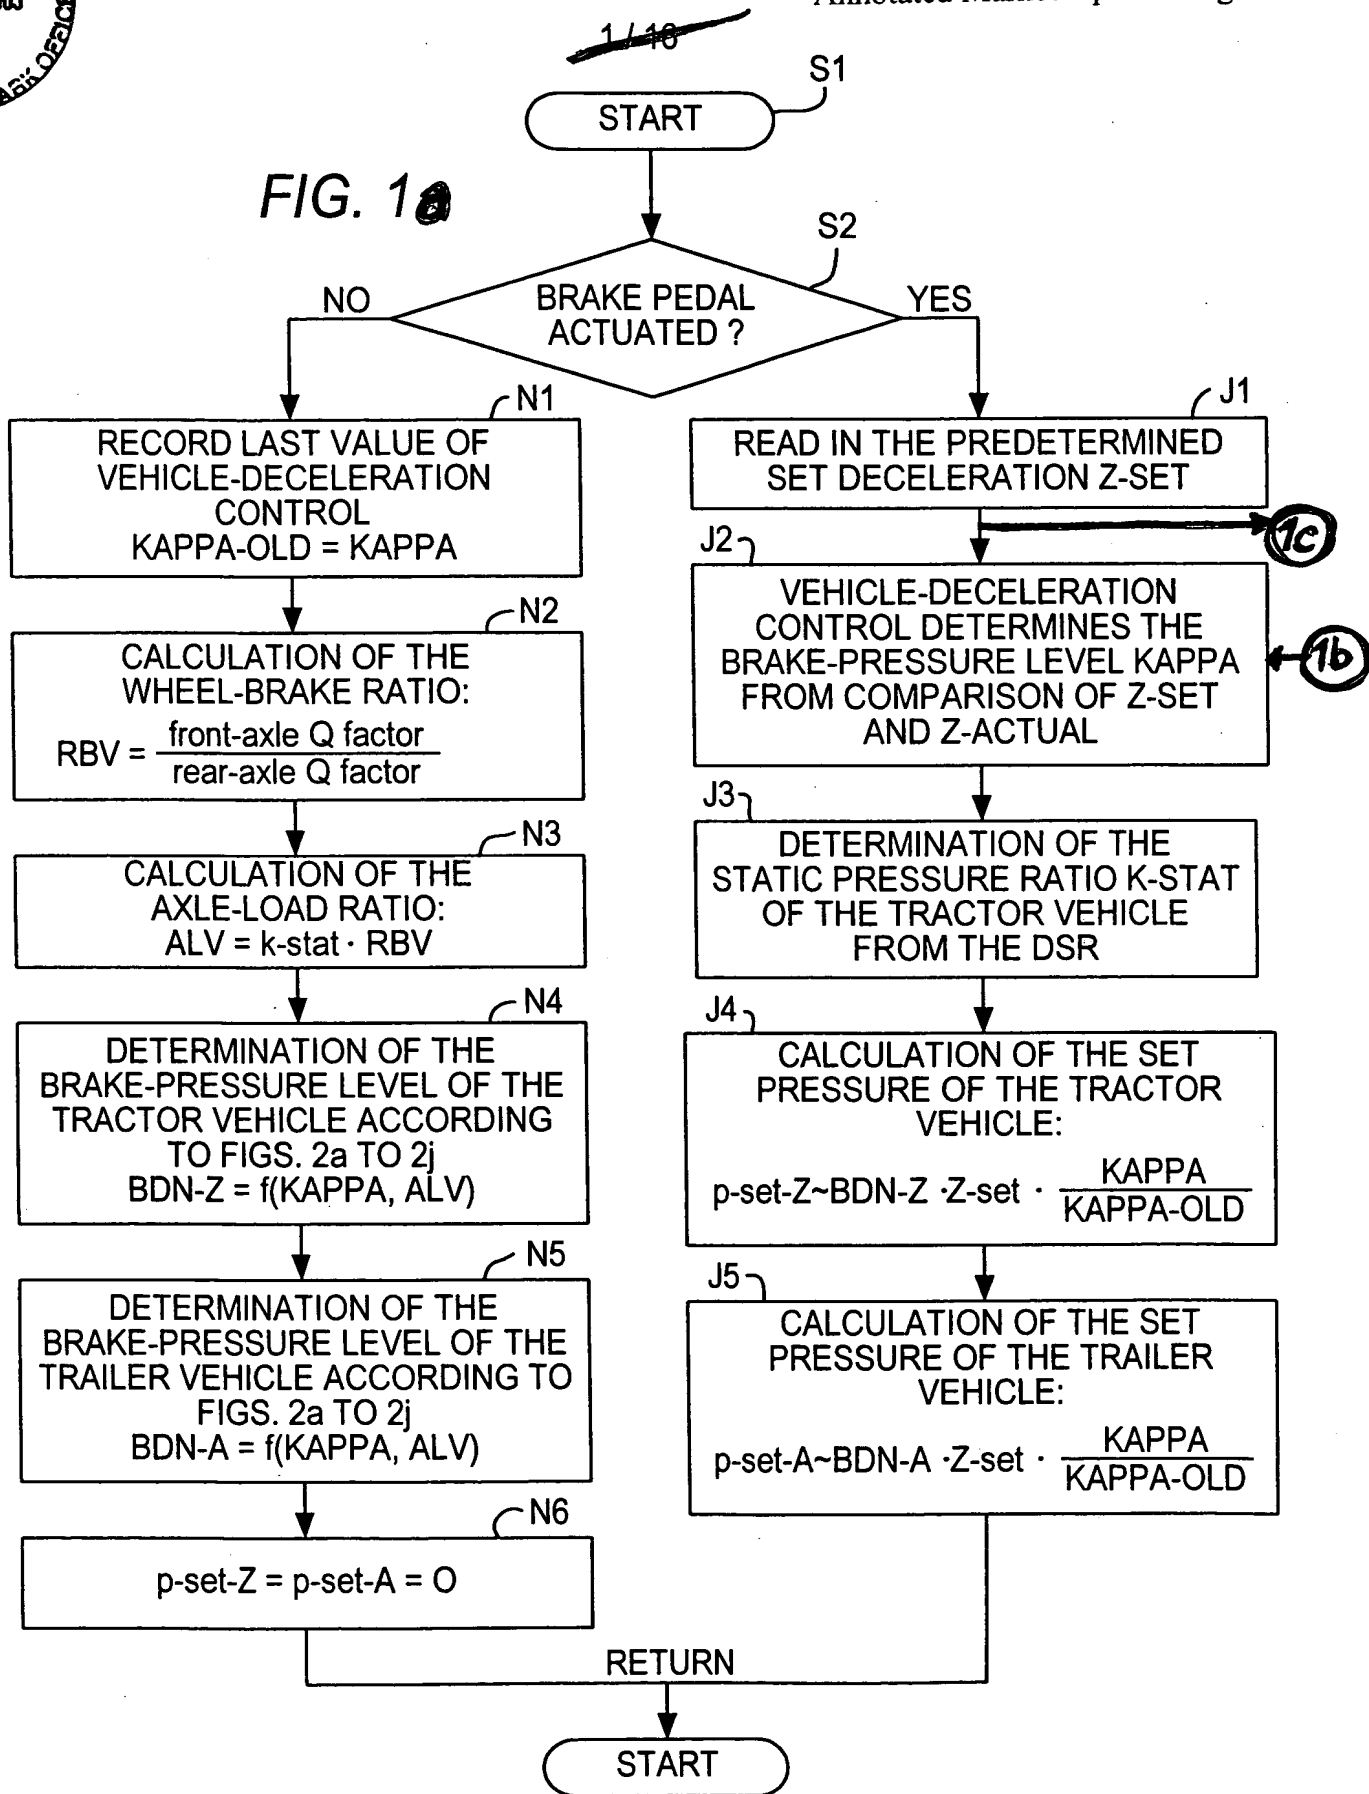 ARK OFFICE
1/16
S1
START
FIG. 1a
S2
BRAKE PEDAL
ACTUATED ?
NO
YES
N1
RECORD LAST VALUE OF
VEHICLE-DECELERATION
CONTROL
KAPPA-OLD = KAPPA
N2
CALCULATION OF THE
WHEEL-BRAKE RATIO:
RBV = front-axle Q factor
rear-axle Q factor
N3
CALCULATION OF THE
AXLE-LOAD RATIO:
ALV = k-stat · RBV
N4
DETERMINATION OF THE
BRAKE-PRESSURE LEVEL OF THE
TRACTOR VEHICLE ACCORDING
TO FIGS. 2a TO 2j
BDN-Z = f(KAPPA, ALV)
N5
DETERMINATION OF THE
BRAKE-PRESSURE LEVEL OF THE
TRAILER VEHICLE ACCORDING TO
FIGS. 2a TO 2j
BDN-A = f(KAPPA, ALV)
N6
p-set-Z = p-set-A = O
J1
READ IN THE PREDETERMINED
SET DECELERATION Z-SET
1c
J2
VEHICLE-DECELERATION
CONTROL DETERMINES THE
BRAKE-PRESSURE LEVEL KAPPA
FROM COMPARISON OF Z-SET
AND Z-ACTUAL
1b
J3
DETERMINATION OF THE
STATIC PRESSURE RATIO K-STAT
OF THE TRACTOR VEHICLE
FROM THE DSR
J4
CALCULATION OF THE SET
PRESSURE OF THE TRACTOR
VEHICLE:
p-set-Z~BDN-Z ·Z-set · KAPPA
KAPPA-OLD
J5
CALCULATION OF THE SET
PRESSURE OF THE TRAILER
VEHICLE:
p-set-A~BDN-A ·Z-set · KAPPA
KAPPA-OLD
RETURN
START